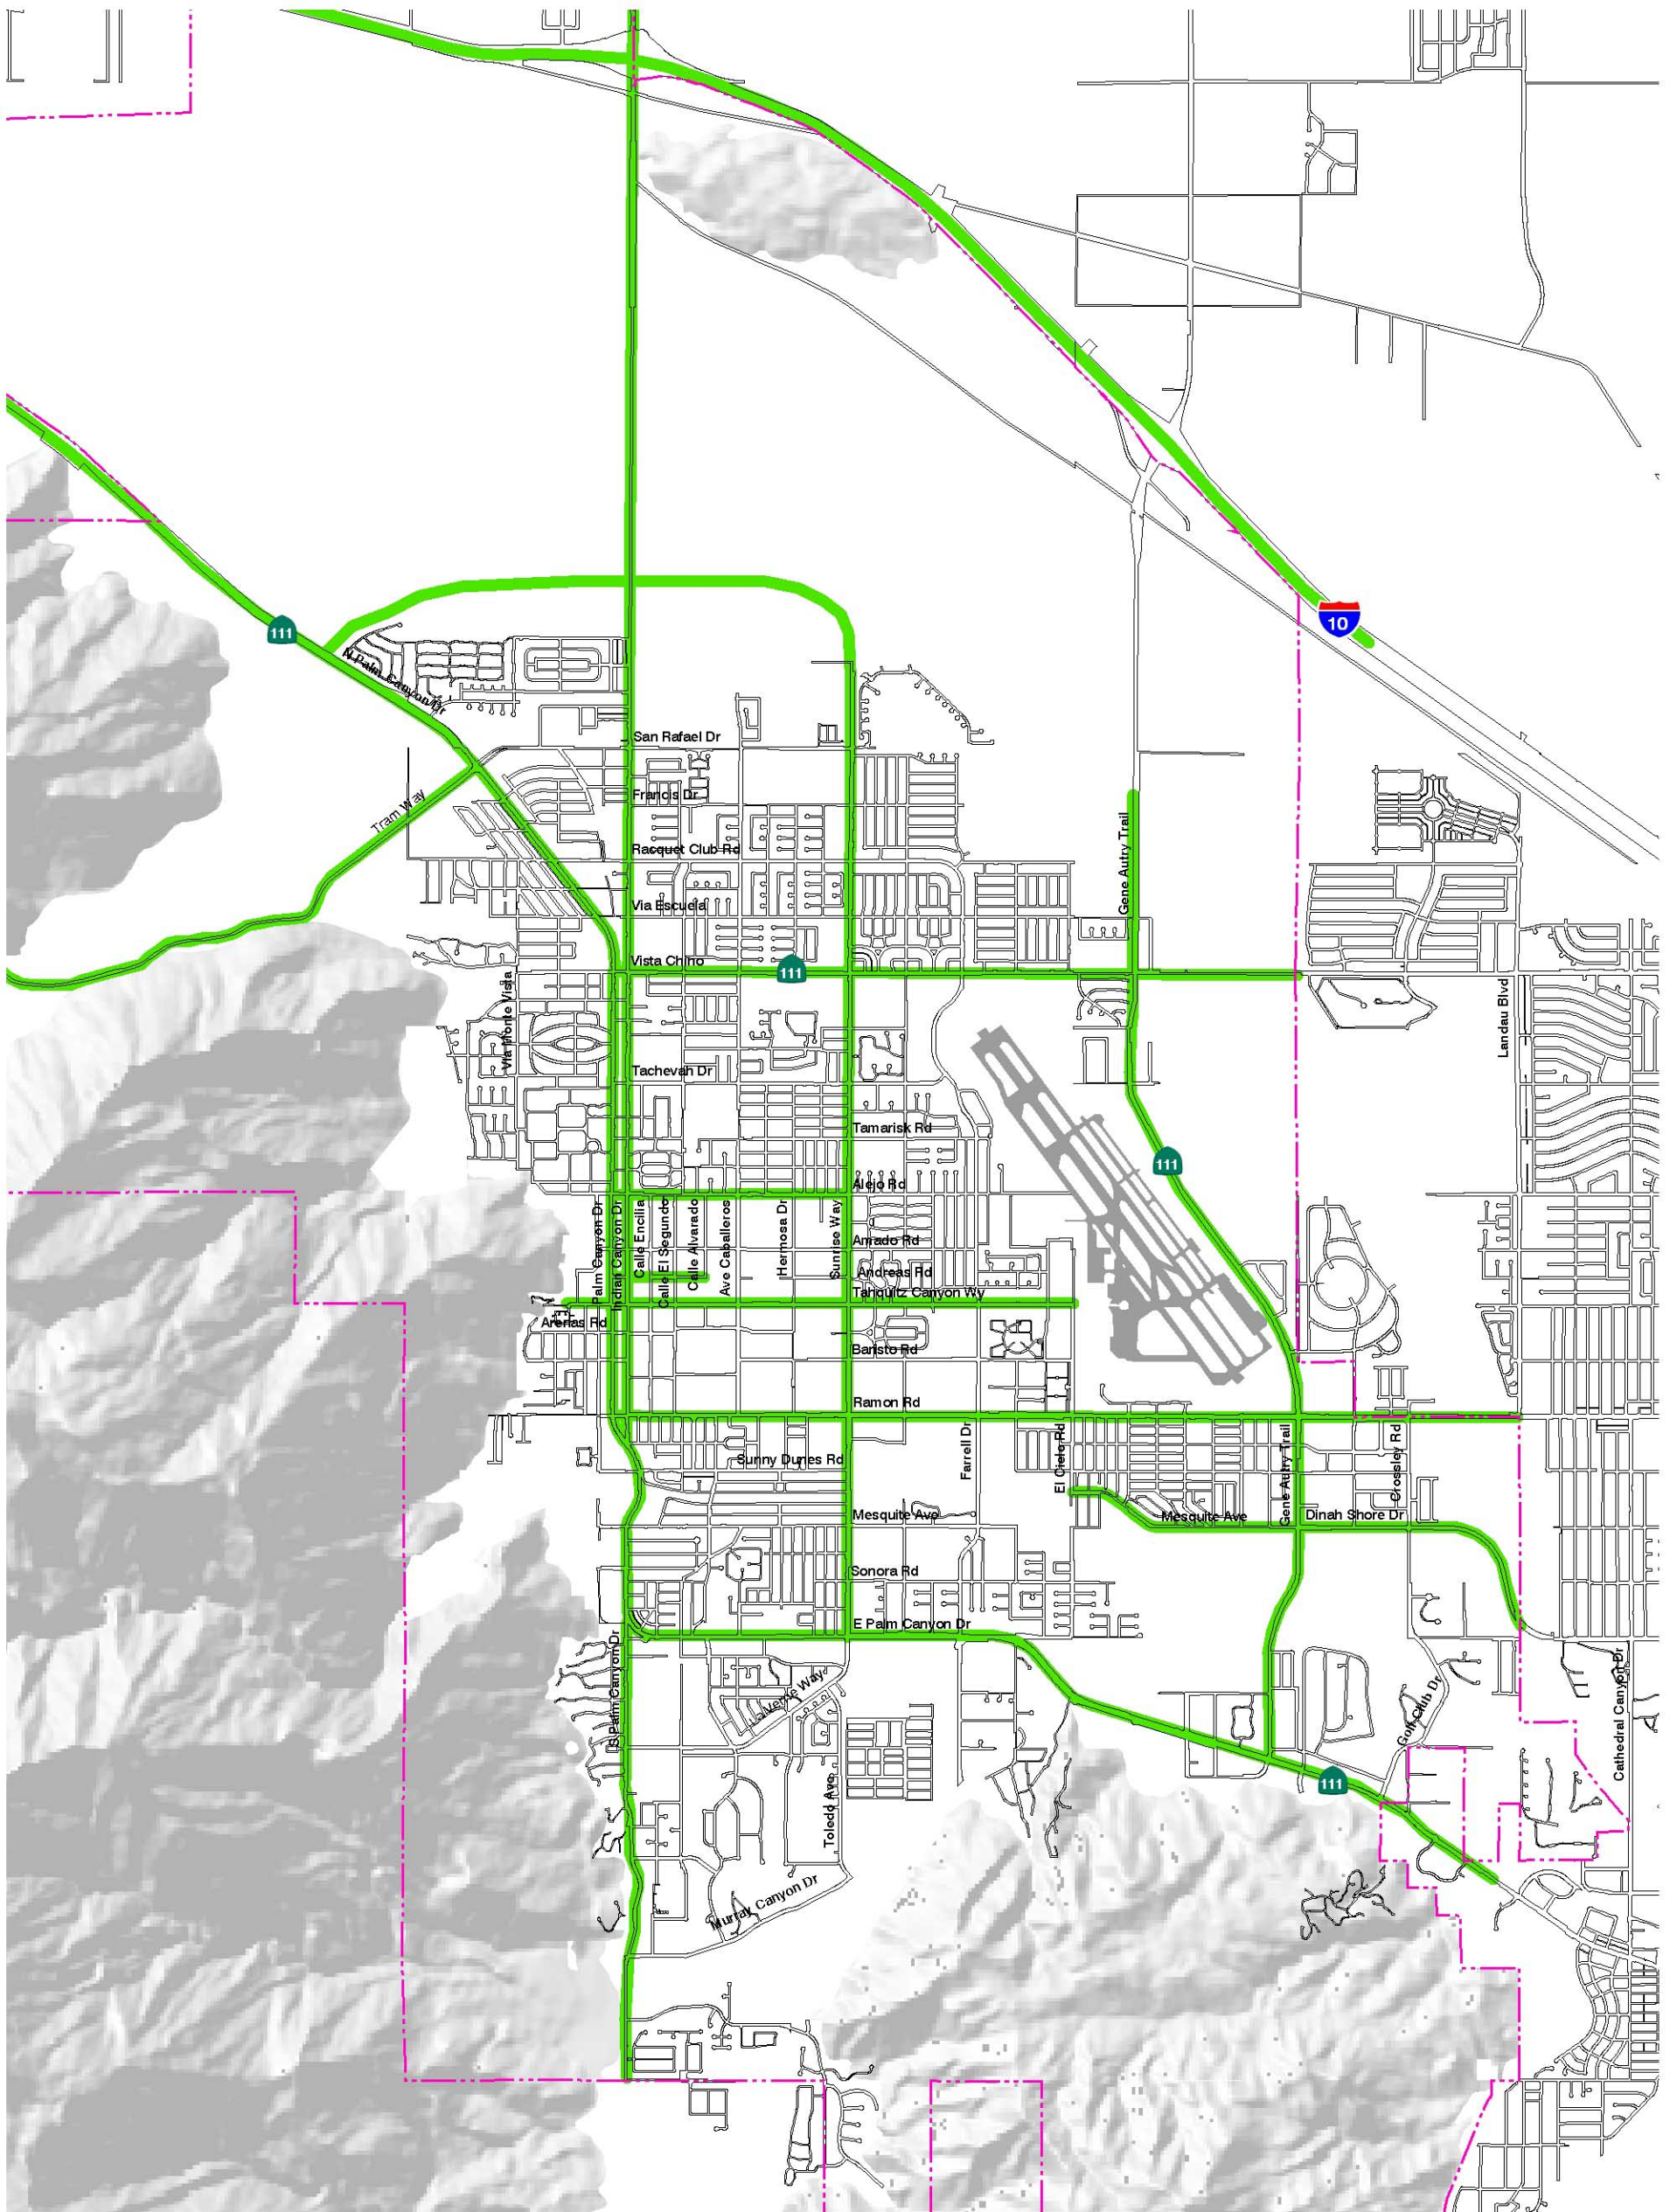 10
111
N Palm Canyon Dr
San Rafael Dr
Tram Way
Francis Dr
Gene Autry Trail
Racquet Club Rd
Via Escuela
Vista Chino
111
Via Monte Vista
Landau Blvd
Tachevah Dr
Tamarisk Rd
111
Alejo Rd
Palm Canyon Dr
Indian Canyon Dr
Calle Encilia
Calle El Segundo
Calle Alvarado
Ave Caballeros
Hermosa Dr
Sunrise Way
Amado Rd
Andreas Rd
Tahquitz Canyon Wy
Arenas Rd
Baristo Rd
Ramon Rd
Farrell Dr
El Cielo Rd
Gene Autry Trail
Crossley Rd
Sunny Dunes Rd
Mesquite Ave
Mesquite Ave
Dinah Shore Dr
Sonora Rd
E Palm Canyon Dr
S Palm Canyon Dr
La Verne Way
Golf Club Dr
Cathedral Canyon Dr
111
Toledo Ave
Murray Canyon Dr